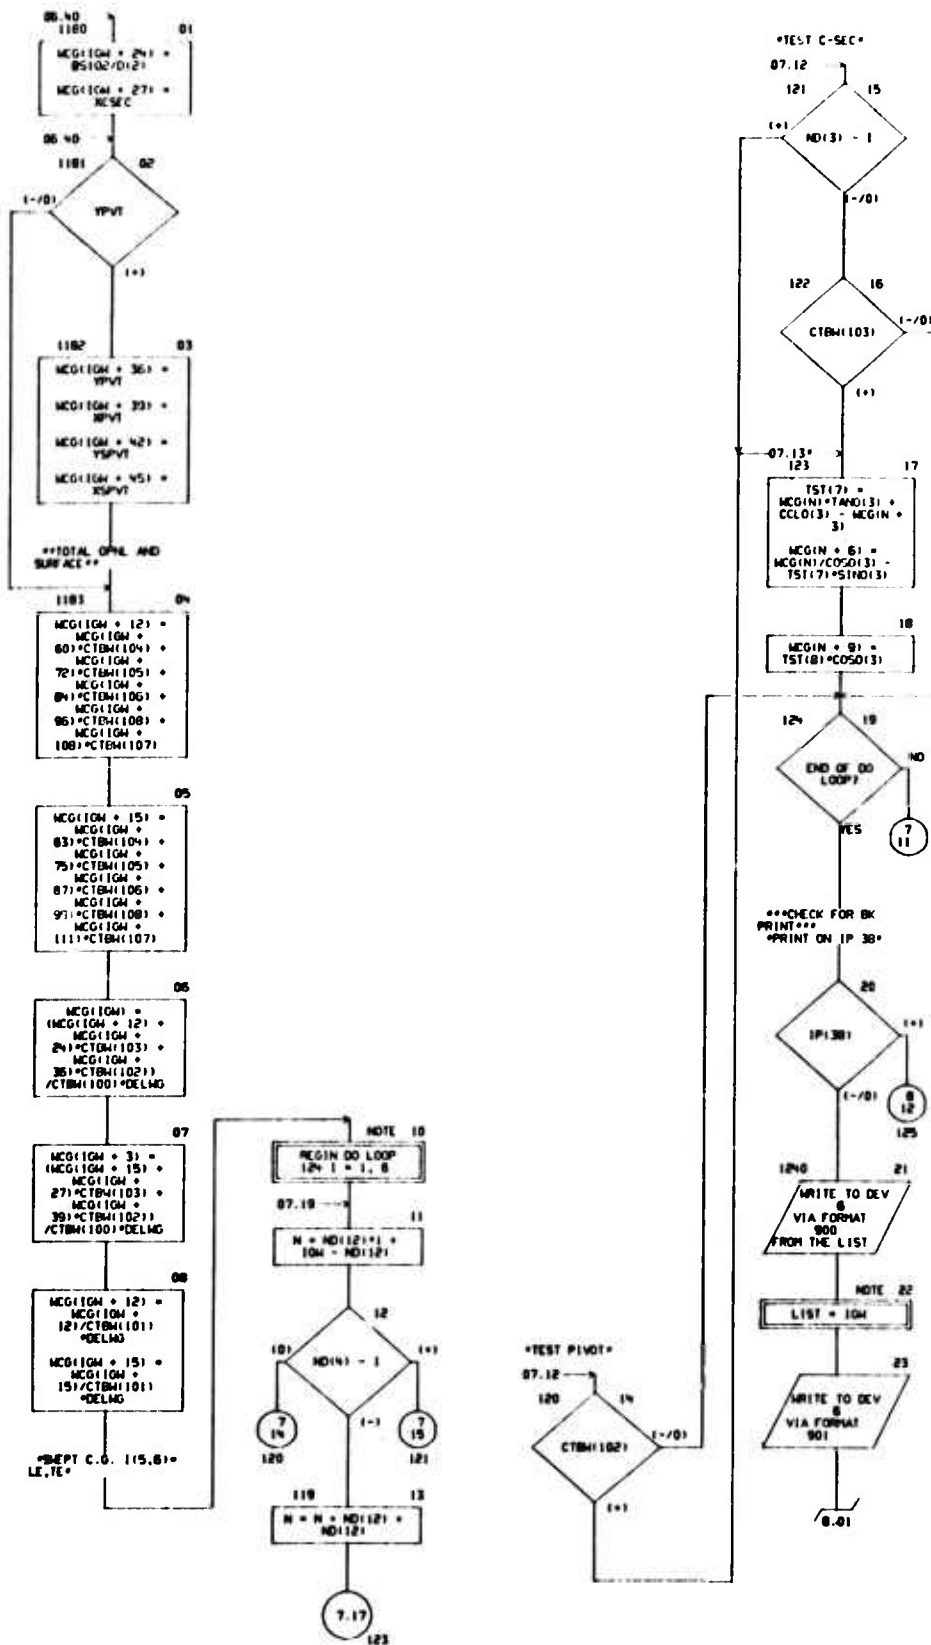 06.40
1180 01
WCG(IGW + 24) =
BS102/D(2)
WCG(IGW + 27) =
XCSEC
06.40
1181 02
(-/0)
YPVT
(+)
1182 03
WCG(IGW + 36) =
YPVT
WCG(IGW + 39) =
XPVT
WCG(IGW + 42) =
YSPVT
WCG(IGW + 45) =
XSPVT
**TOTAL OPNL AND
SURFACE**
1183 04
WCG(IGW + 12) =
WCG(IGW +
60)*CTBW(104) +
WCG(IGW +
72)*CTBW(105) +
WCG(IGW +
84)*CTBW(106) +
WCG(IGW +
96)*CTBW(108) +
WCG(IGW +
108)*CTBW(107)
05
WCG(IGW + 15) =
WCG(IGW +
63)*CTBW(104) +
WCG(IGW +
75)*CTBW(105) +
WCG(IGW +
87)*CTBW(106) +
WCG(IGW +
99)*CTBW(108) +
WCG(IGW +
111)*CTBW(107)
06
WCG(IGW) =
(WCG(IGW + 12) +
WCG(IGW +
24)*CTBW(103) +
WCG(IGW +
36)*CTBW(102))
/CTBW(100)*DELWG
07
WCG(IGW + 3) =
(WCG(IGW + 15) +
WCG(IGW +
27)*CTBW(103) +
WCG(IGW +
39)*CTBW(102))
/CTBW(100)*DELWG
08
WCG(IGW + 12) =
WCG(IGW +
12)/CTBW(101)
*DELWG
WCG(IGW + 15) =
WCG(IGW +
15)/CTBW(101)
*DELWG
*SWEPT C.G. I(5,6)=
LE,TE*
NOTE 10
BEGIN DO LOOP
124 I = 1, 6
07.19
11
N = ND(12)*I +
IGW - ND(12)
12
(0)
ND(4) - 1
(+)
7
14
120
(-)
7
15
121
119 13
N = N + ND(12) +
ND(12)
7.17
123
*TEST PIVOT*
07.12
120 14
CTBW(102)
(-/0)
(+)
*TEST C-SEC*
07.12
121 15
(+)
ND(3) - 1
(-/0)
122 16
CTBW(103)
(-/0)
(+)
07.13*
123 17
TST(7) =
WCG(N)*TANO(3) +
CCLO(3) - WCG(N +
3)
WCG(N + 6) =
WCG(N)/COSO(3) -
TST(7)*SINO(3)
18
WCG(N + 9) =
TST(8)*COSO(3)
124 19
END OF DO
LOOP?
NO
7
11
YES
***CHECK FOR BK
PRINT***
*PRINT ON IP 38*
20
IP(38)
(+)
8
12
125
(-/0)
1240 21
WRITE TO DEV
6
VIA FORMAT
900
FROM THE LIST
NOTE 22
LIST = IGW
23
WRITE TO DEV
6
VIA FORMAT
901
8.01